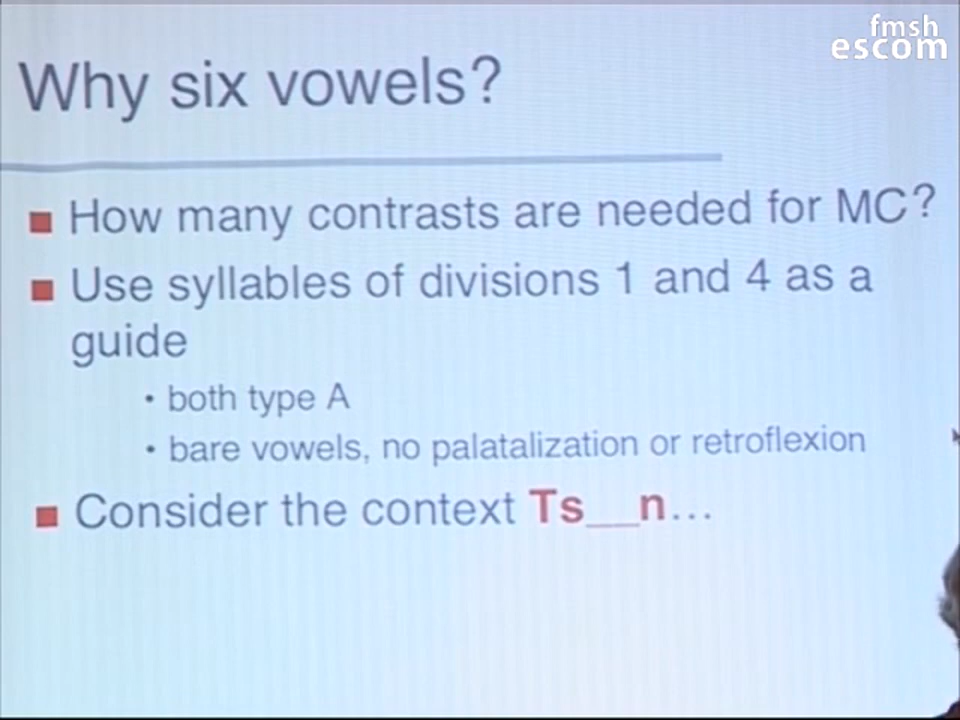 fmsh
escom
Why six vowels?
■ How many contrasts are needed for MC?
■ Use syllables of divisions 1 and 4 as a
guide
• both type A
• bare vowels, no palatalization or retroflexion
■ Consider the context Ts__n…